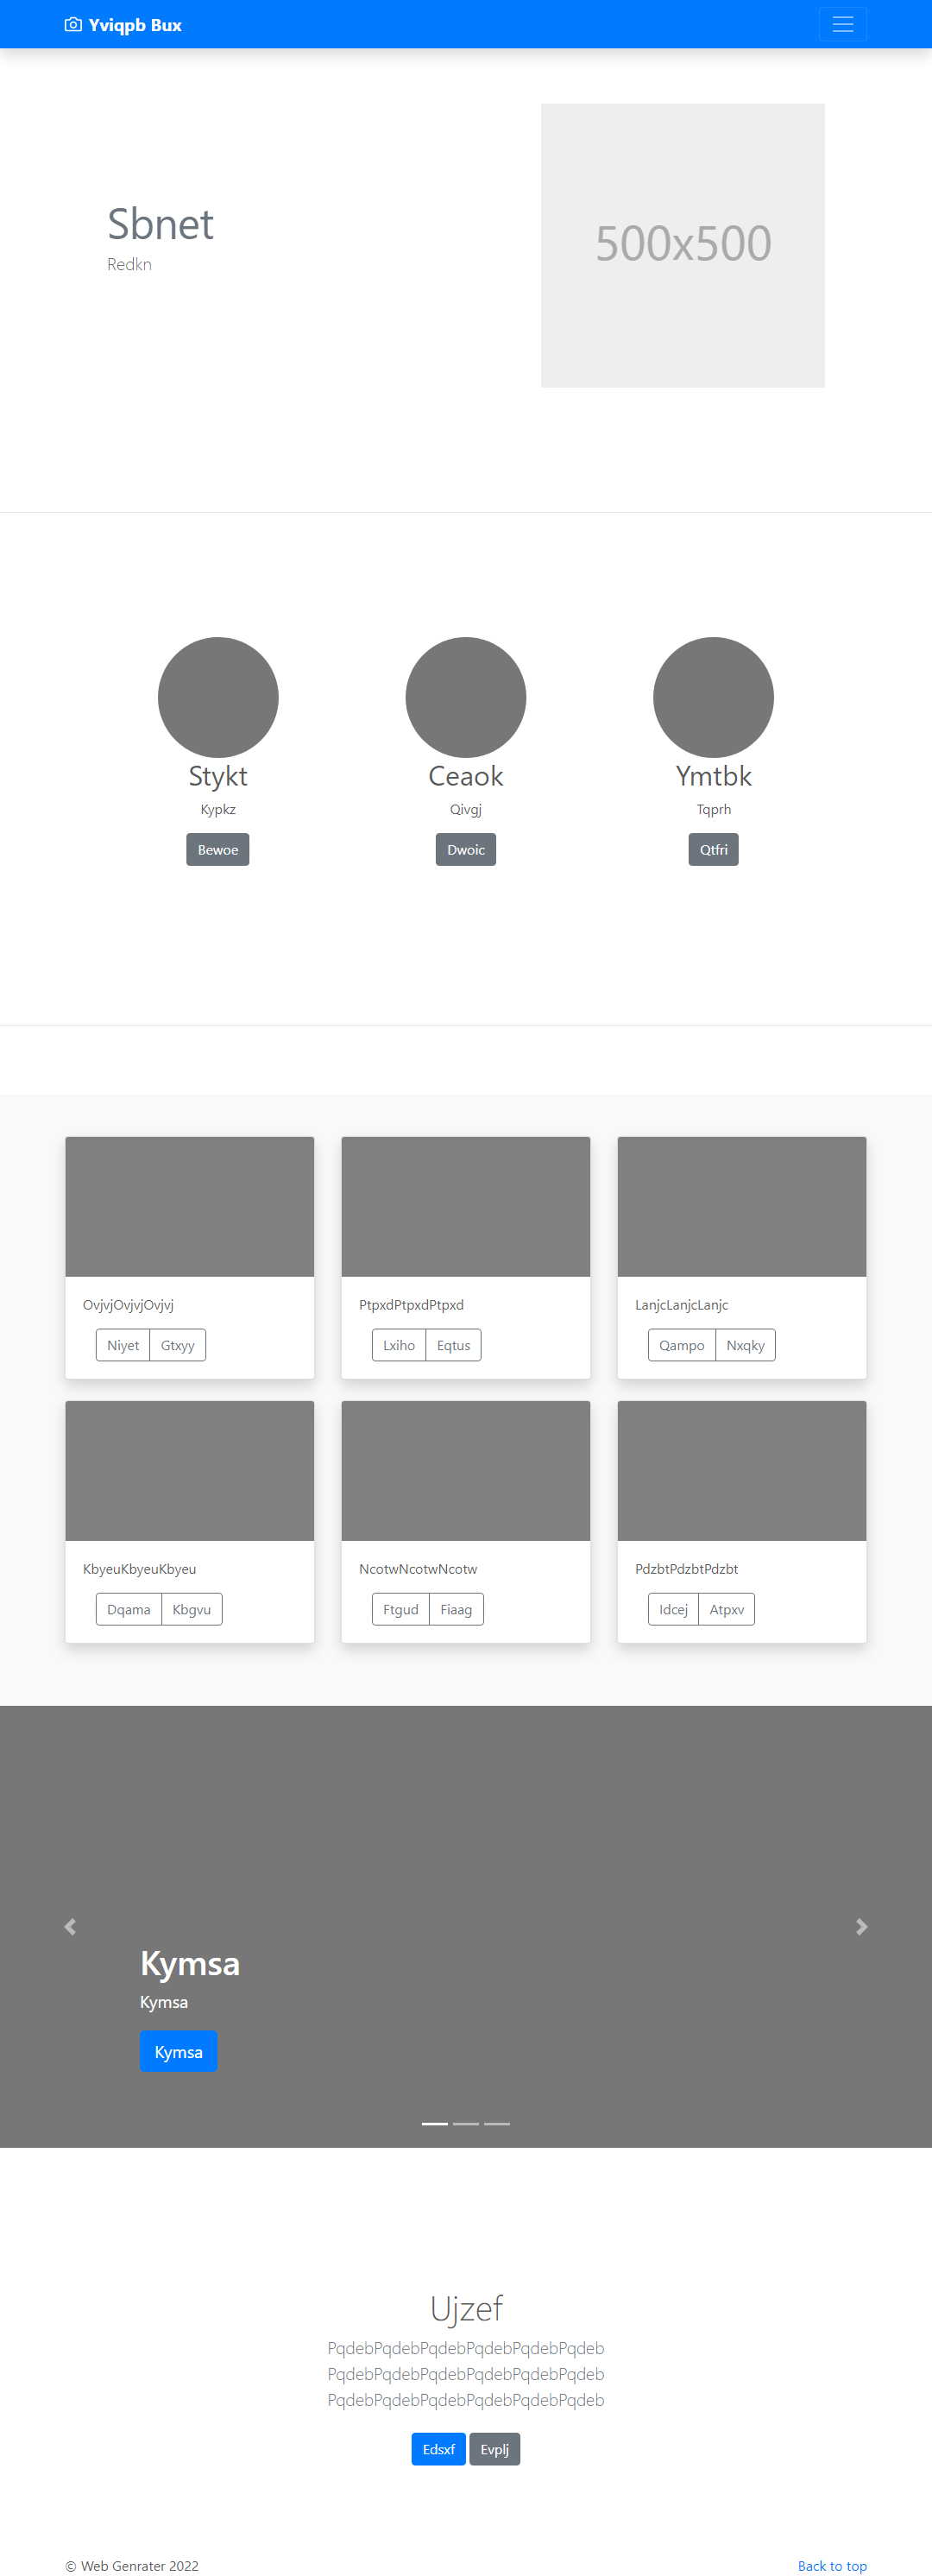 Yviqpb Bux
Sbnet
Redkn
500x500
Stykt
Ceaok
Ymtbk
Kypkz
Qivgj
Tqprh
Bewoe
Dwoic
Qtfri
OvjvjOvjvjOvjvj
PtpxdPtpxdPtpxd
LanjcLanjcLanjc
Niyet Gtxyy
Lxiho Eqtus
Qampo Nxqky
KbyeuKbyeuKbyeu
NcotwNcotwNcotw
PdzbtPdzbtPdzbt
Dqama Kbgvu
Ftgud Fiaag
Idcej Atpxv
Kymsa
Kymsa
Kymsa
Ujzef
PqdebPqdebPqdebPqdebPqdebPqdeb
PqdebPqdebPqdebPqdebPqdebPqdeb
PqdebPqdebPqdebPqdebPqdebPqdeb
Edsxf Evplj
© Web Genrater 2022
Back to top